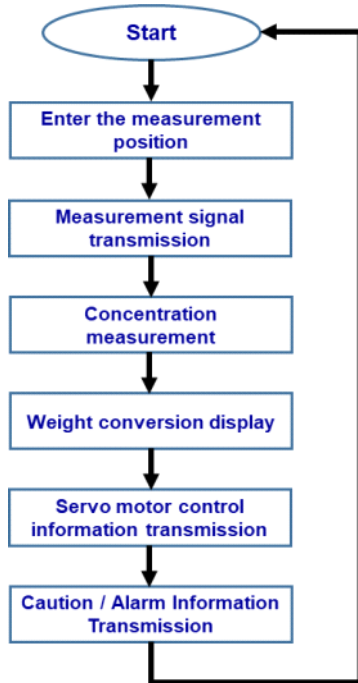 Start
Enter the measurement
position
Measurement signal
transmission
Concentration
measurement
Weight conversion display
Servo motor control
information transmission
Caution / Alarm Information
Transmission